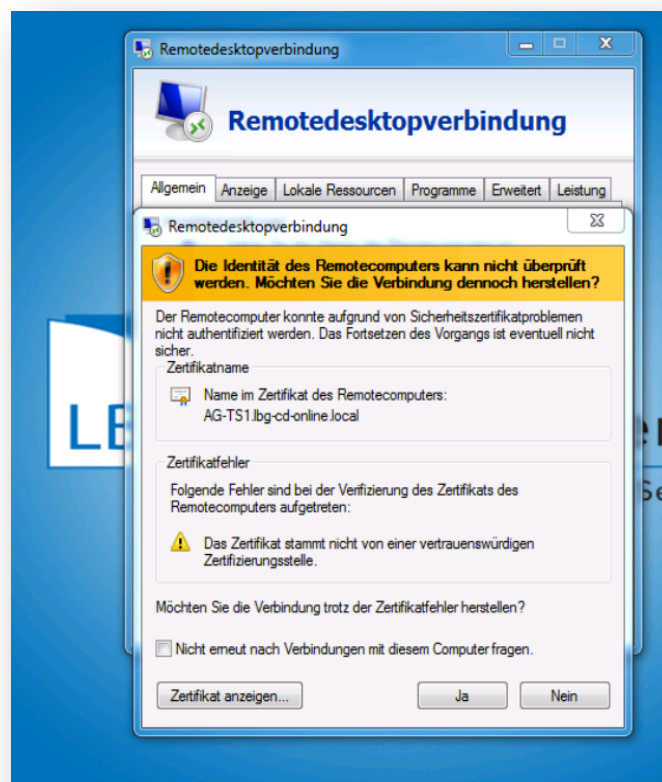 Remotedesktopverbindung
Remotedesktopverbindung
Allgemein Anzeige Lokale Ressourcen Programme Erweitert Leistung
Remotedesktopverbindung
Die Identität des Remotecomputers kann nicht überprüft
werden. Möchten Sie die Verbindung dennoch herstellen?
Der Remotecomputer konnte aufgrund von Sicherheitszertifikatproblemen
nicht authentifiziert werden. Das Fortsetzen des Vorgangs ist eventuell nicht
sicher.
Zertifikatname
Name im Zertifikat des Remotecomputers:
AG-TS1.lbg-cd-online.local
Zertifikatfehler
Folgende Fehler sind bei der Verifizierung des Zertifikats des
Remotecomputers aufgetreten:
Das Zertifikat stammt nicht von einer vertrauenswürdigen
Zertifizierungsstelle.
Möchten Sie die Verbindung trotz der Zertifikatfehler herstellen?
Nicht erneut nach Verbindungen mit diesem Computer fragen.
Zertifikat anzeigen... Ja Nein